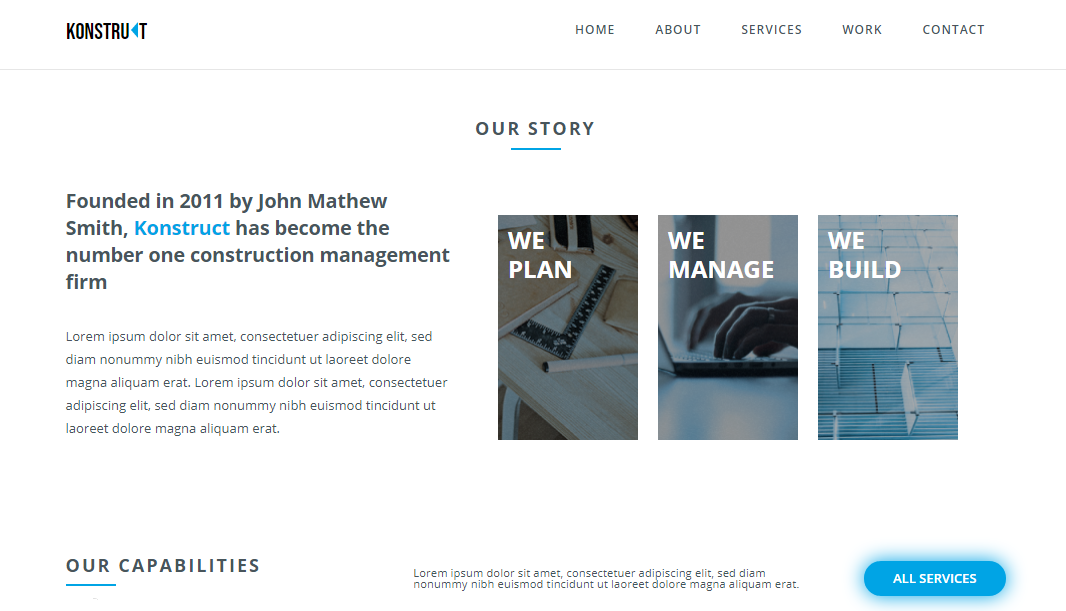 KONSTRUKT
HOME ABOUT SERVICES WORK CONTACT
OUR STORY
Founded in 2011 by John Mathew
Smith, Konstruct has become the
number one construction management
firm
Lorem ipsum dolor sit amet, consectetuer adipiscing elit, sed
diam nonummy nibh euismod tincidunt ut laoreet dolore
magna aliquam erat. Lorem ipsum dolor sit amet, consectetuer
adipiscing elit, sed diam nonummy nibh euismod tincidunt ut
laoreet dolore magna aliquam erat.
WE
PLAN
WE
MANAGE
WE
BUILD
OUR CAPABILITIES
Lorem ipsum dolor sit amet, consectetuer adipiscing elit, sed diam
nonummy nibh euismod tincidunt ut laoreet dolore magna aliquam erat.
ALL SERVICES